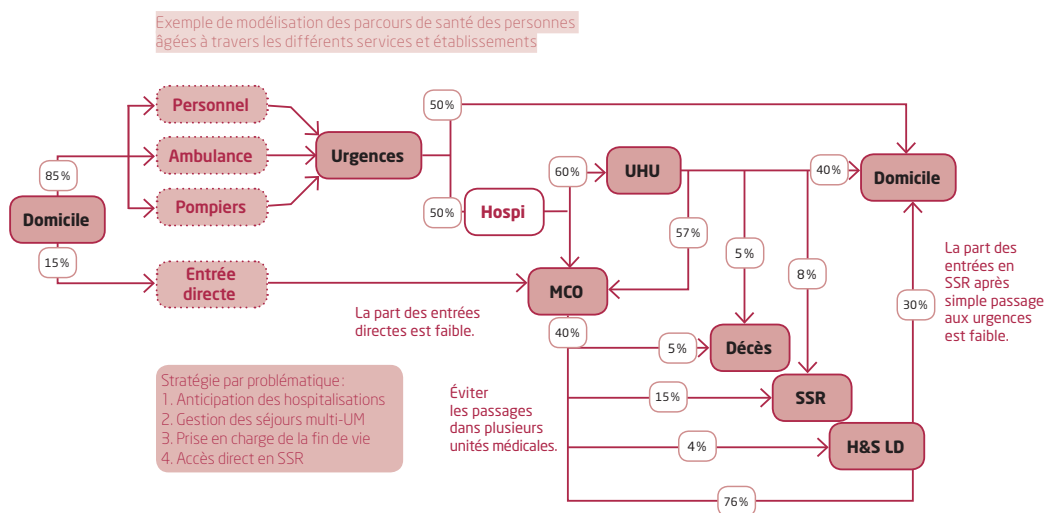 Exemple de modélisation des parcours de santé des personnes
âgées à travers les différents services et établissements
Personnel
50%
Ambulance
Urgences
85%
60%
UHU
40%
Domicile
Pompiers
50%
Hospi
Domicile
57%
15%
5%
8%
Entrée
directe
MCO
30%
La part des
entrées en
SSR après
simple passage
aux urgences
est faible.
La part des entrées
directes est faible.
40%
5%
Décès
Stratégie par problématique :
1. Anticipation des hospitalisations
2. Gestion des séjours multi-UM
3. Prise en charge de la fin de vie
4. Accès direct en SSR
Éviter
les passages
dans plusieurs
unités médicales.
15%
SSR
4%
H&S LD
76%